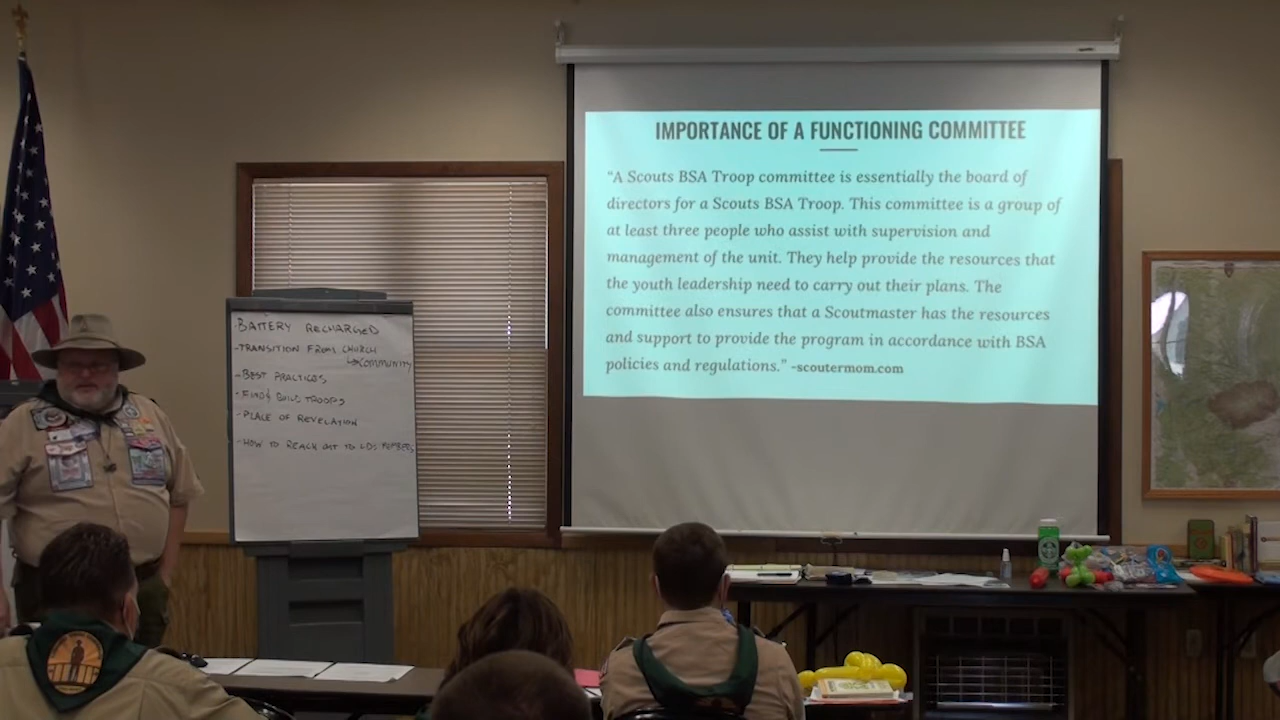 BATTERY RECHARGED
-TRANSITION FROM CHURCH
↳COMMUNITY
-BEST PRACTICES
-FIND & BUILD TROOPS
-PLACE OF REVELATION
-HOW TO REACH OUT TO LDS MEMBERS
IMPORTANCE OF A FUNCTIONING COMMITTEE
“A Scouts BSA Troop committee is essentially the board of
directors for a Scouts BSA Troop. This committee is a group of
at least three people who assist with supervision and
management of the unit. They help provide the resources that
the youth leadership need to carry out their plans. The
committee also ensures that a Scoutmaster has the resources
and support to provide the program in accordance with BSA
policies and regulations.” -scoutermom.com